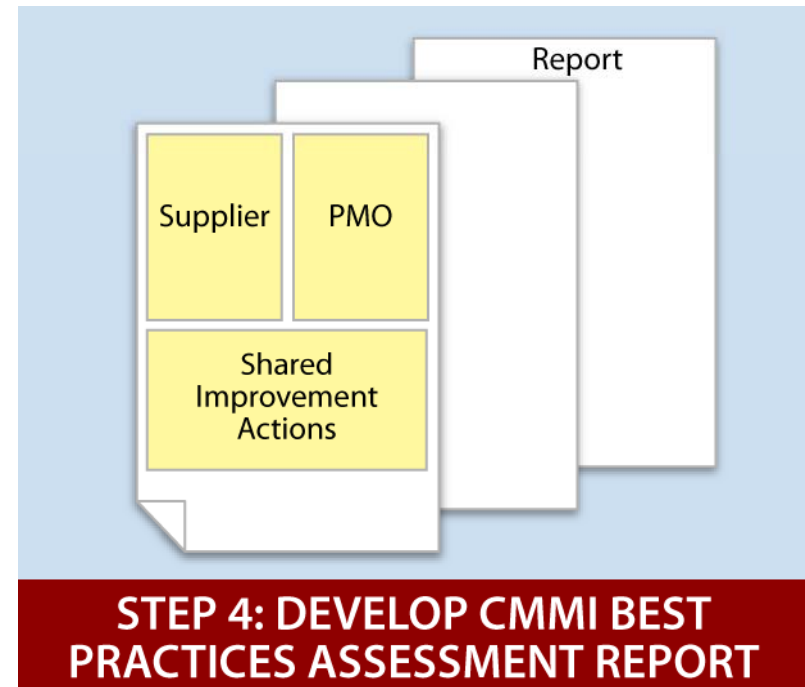 Report
Supplier
PMO
Shared
Improvement
Actions
STEP 4: DEVELOP CMMI BEST
PRACTICES ASSESSMENT REPORT